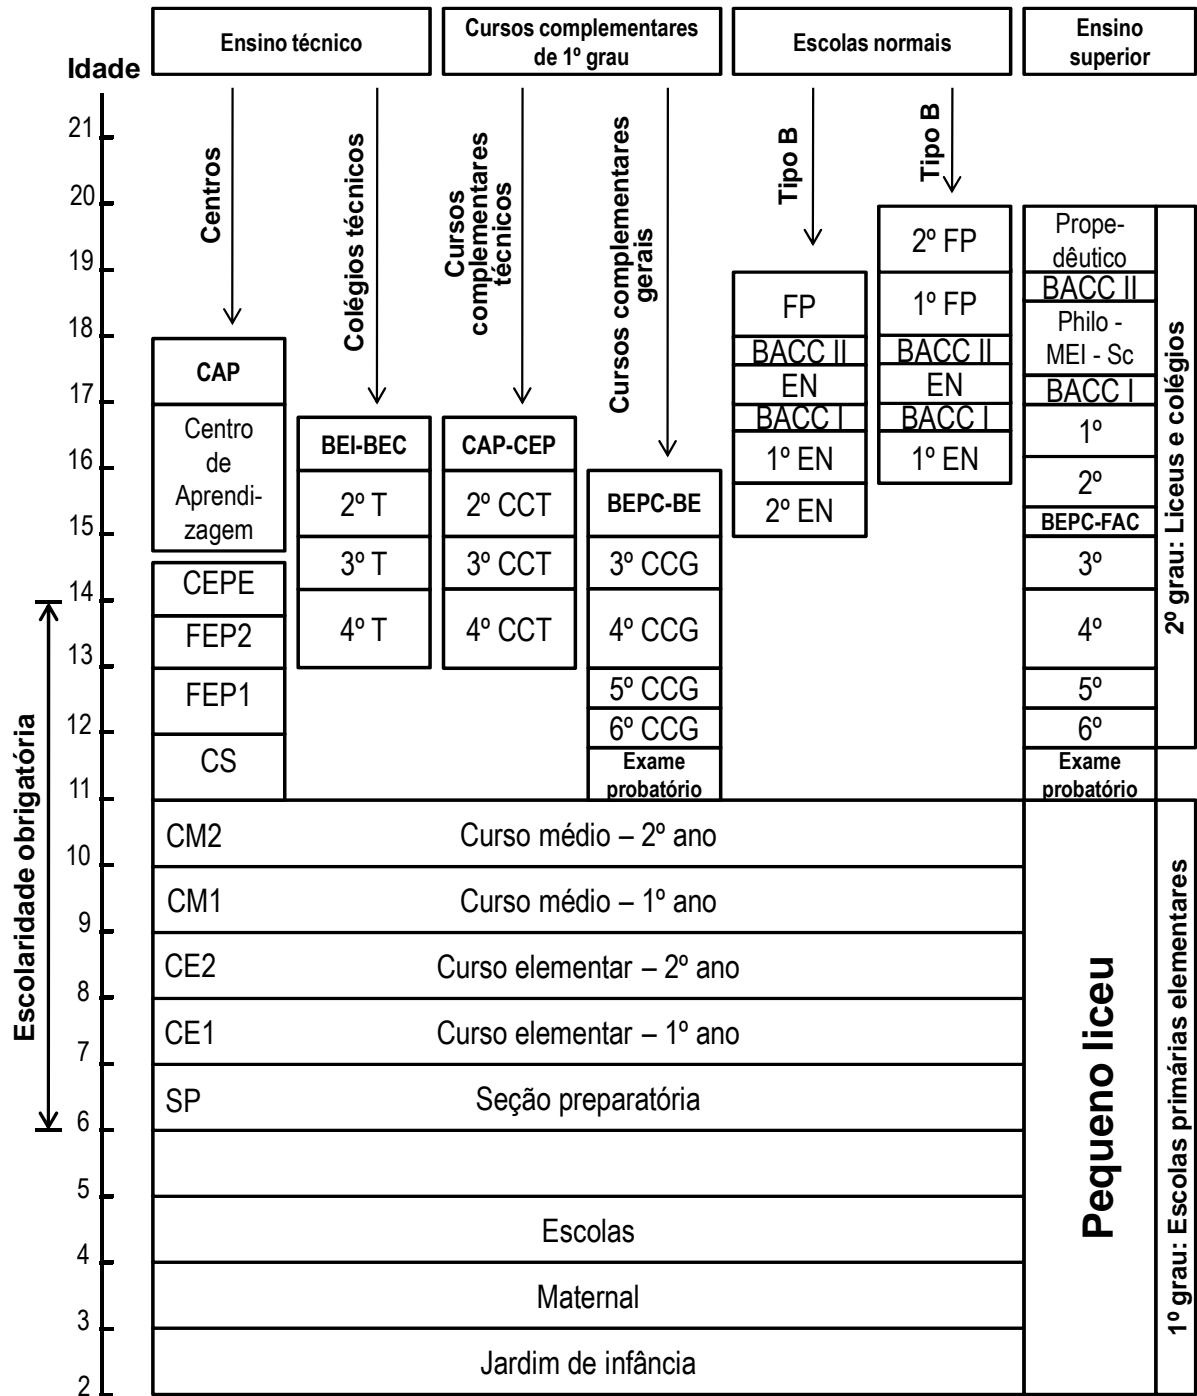 Ensino técnico
Cursos complementares
de 1º grau
Escolas normais
Ensino
superior
Idade
Centros
Colégios técnicos
Cursos
complementares
técnicos
Cursos complementares
gerais
Tipo B
Tipo B
21
20
19
18
17
16
15
14
13
12
11
10
9
8
7
6
5
4
3
2
Escolaridade obrigatória
CAP
Centro
de
Aprendi-
zagem
CEPE
FEP2
FEP1
CS
BEI-BEC
2º T
3º T
4º T
CAP-CEP
2º CCT
3º CCT
4º CCT
BEPC-BE
3º CCG
4º CCG
5º CCG
6º CCG
Exame
probatório
FP
BACC II
EN
BACC I
1º EN
2º EN
2º FP
1º FP
BACC II
EN
BACC I
1º EN
Prope-
dêutico
BACC II
Philo -
MEI - Sc
BACC I
1º
2º
BEPC-FAC
3º
4º
5º
6º
Exame
probatório
2º grau: Liceus e colégios
CM2 Curso médio – 2º ano
CM1 Curso médio – 1º ano
CE2 Curso elementar – 2º ano
CE1 Curso elementar – 1º ano
SP Seção preparatória
Escolas
Maternal
Jardim de infância
Pequeno liceu
1º grau: Escolas primárias elementares